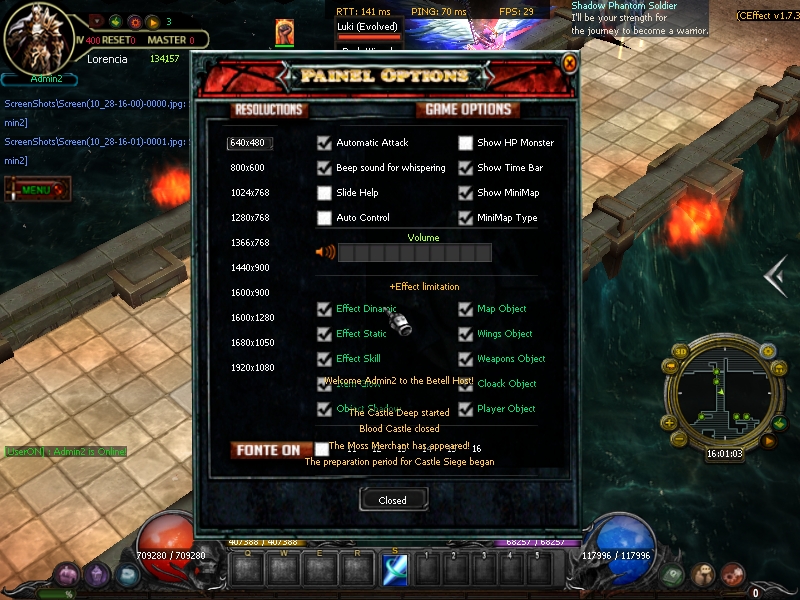 RTT: 141 ms PING: 70 ms FPS: 29
Shadow Phantom Soldier
I'll be your strength for
the journey to become a warrior.
(CEffect v1.7.3
Luki (Evolved)
3
IV 400 RESET 0 MASTER 0
Lorencia 134157
Admin2
ScreenShots\Screen(10_28-16-00)-0000.jpg:
min2]
ScreenShots\Screen(10_28-16-01)-0001.jpg:
min2]
MENU
PAINEL OPTIONS
RESOLUCTIONS GAME OPTIONS
640x480 Automatic Attack Show HP Monster
800x600 Beep sound for whispering Show Time Bar
1024x768 Slide Help Show MiniMap
1280x768 Auto Control MiniMap Type
Volume
1366x768
1440x900
+Effect limitation
1600x900
Effect Dinamic Map Object
1600x1280
Effect Static Wings Object
1680x1050
Effect Skill Weapons Object
1920x1080
Welcome Admin2 to the Betell Host!
Cloack Object
Player Object
The Castle Deep started
Blood Castle closed
FONTE ON
16
The Moss Merchant has appeared!
The preparation period for Castle Siege began
Closed
3D
16:01:03
[UserON] : Admin2 is Online!
407388 / 407388
68257 / 68257
709280 / 709280
117996 / 117996
Q W E R S 1 2 3 4 5
%
0